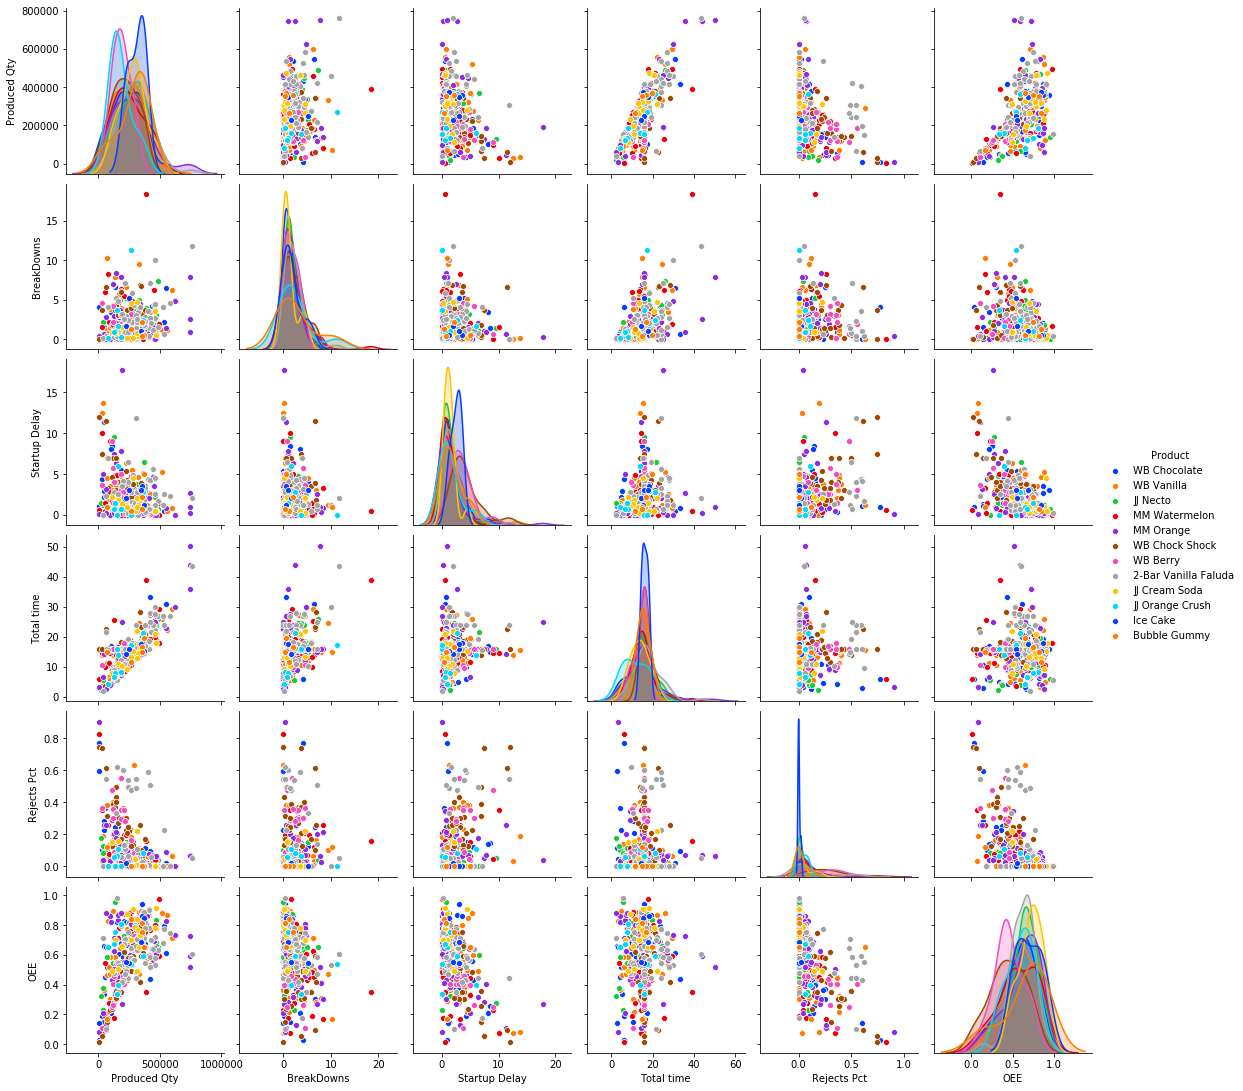 800000
600000
400000
200000
0
Produced Qty
15
10
5
0
BreakDowns
15
10
5
0
Startup Delay
50
40
30
20
10
0
Total time
0.8
0.6
0.4
0.2
0.0
Rejects Pct
1.0
0.8
0.6
0.4
0.2
0.0
OEE
0 500000 1000000
Produced Qty
0 10 20
BreakDowns
0 10 20
Startup Delay
0 20 40 60
Total time
0.0 0.5 1.0
Rejects Pct
0.0 0.5 1.0
OEE
Product
WB Chocolate
WB Vanilla
JJ Necto
MM Watermelon
MM Orange
WB Chock Shock
WB Berry
2-Bar Vanilla Faluda
JJ Cream Soda
JJ Orange Crush
Ice Cake
Bubble Gummy